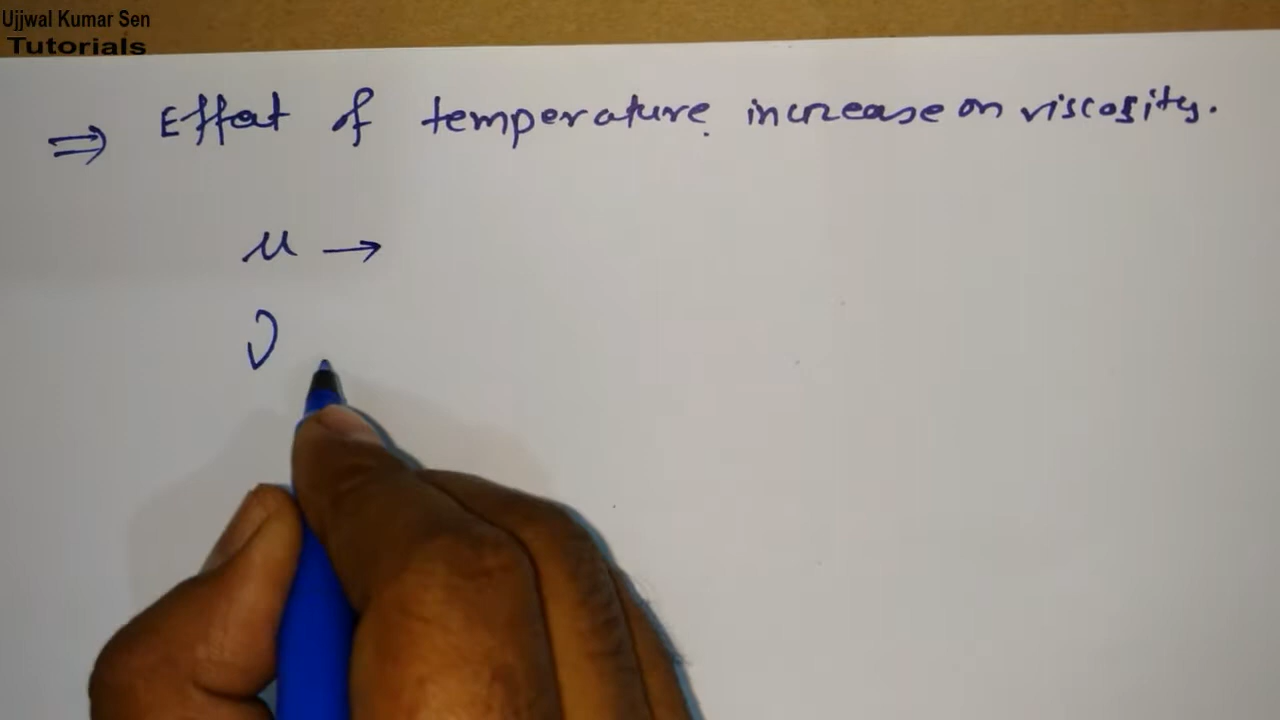 Ujjwal Kumar Sen
Tutorials
⇒ Effect of temperature increase on viscosity.
μ →
ν